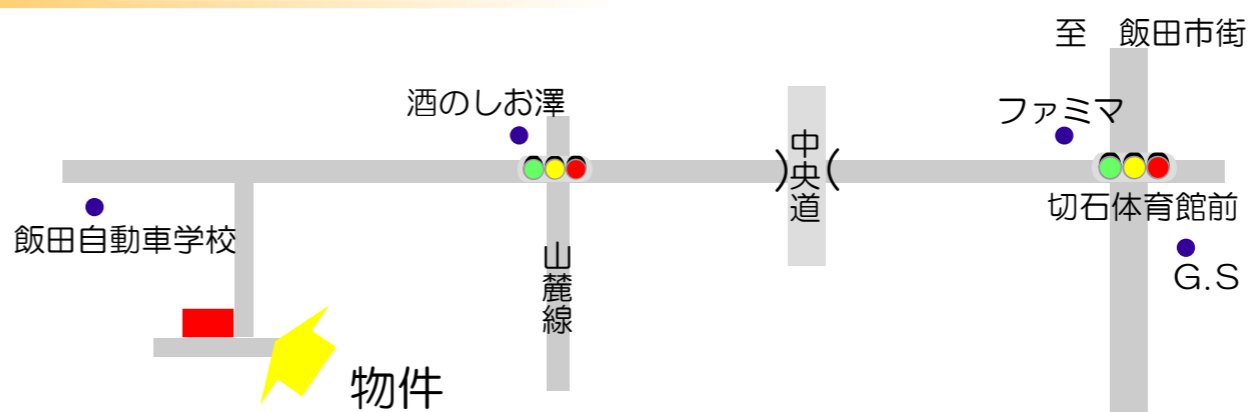 至　飯田市街
酒のしお澤
ファミマ
中央道
切石体育館前
飯田自動車学校
山麓線
G.S
物件